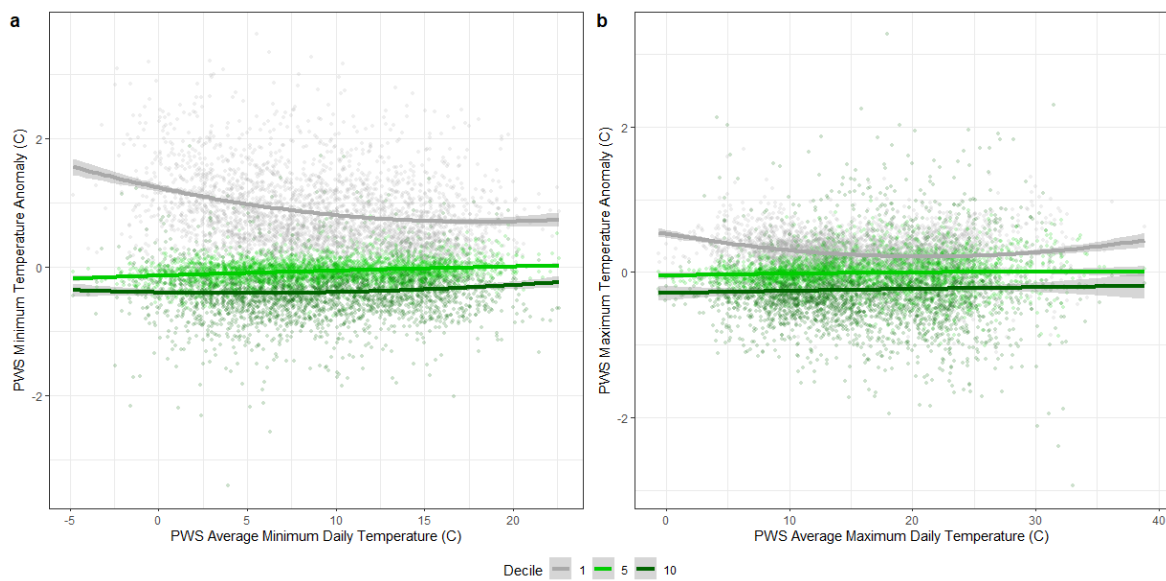 a
b
PWS Minimum Temperature Anomaly (C)
2
0
-2
-5
0
5
10
15
20
PWS Average Minimum Daily Temperature (C)
PWS Maximum Temperature Anomaly (C)
2
0
-2
0
10
20
30
40
PWS Average Maximum Daily Temperature (C)
Decile 1 5 10